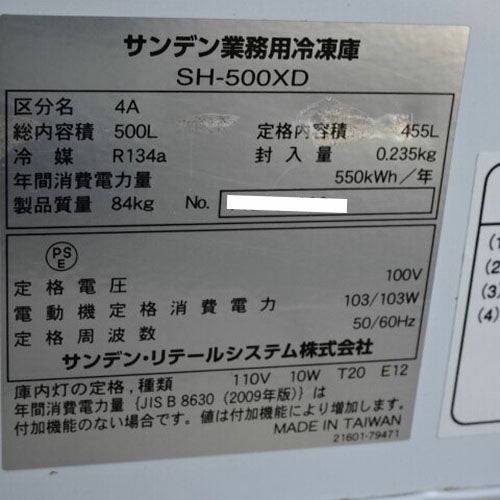 サンデン業務用冷凍庫
SH-500XD
区分名 4A
総内容積 500L 定格内容積 455L
冷媒 R134a 封入量 0.235kg
年間消費電力量 550kWh/年
製品質量 84kg No.
PS
E
定格電圧 100V
電動機定格消費電力 103/103W
定格周波数 50/60Hz
サンデン・リテールシステム株式会社
庫内灯の定格,種類 110V 10W T20 E12
年間消費電力量{JIS B 8630(2009年版)}は
付加機能のない場合です。値は付加機能により増加します。
MADE IN TAIWAN
21601-79471
(1
(2)
(3)
(4)